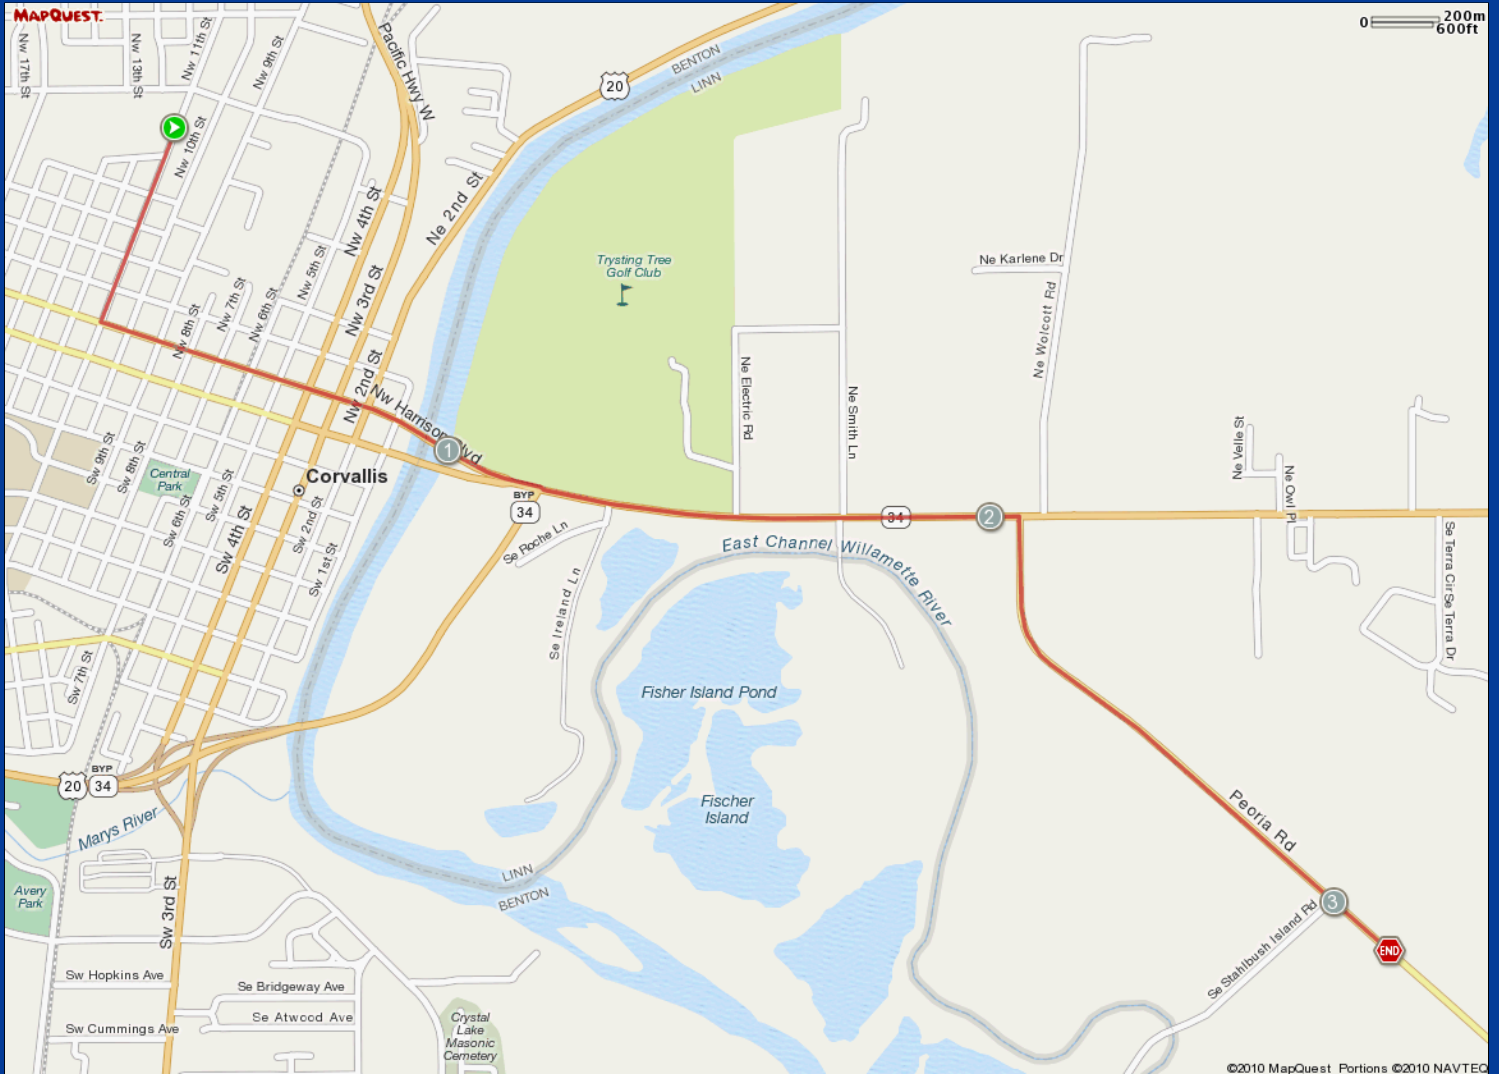 MAPQUEST.
0 200m
600ft
Nw 17th St
Nw 13th St
Nw 11th St
Nw 9th St
Pacific Hwy W
20
BENTON
LINN
Nw 10th St
Nw 4th St
Ne 2nd St
Trysting Tree
Golf Club
Ne Karlene Dr
Nw 5th St
Nw 7th St
Nw 6th St
Nw 8th St
Nw 3rd St
Ne Wolcott Rd
Nw 2nd St
Nw Harrison Blvd
Ne Electric Rd
Ne Smith Ln
Ne Velle St
Ne Owl Pl
1
Sw 9th St
Sw 8th St
Central
Park
Corvallis
Sw 5th St
Sw 6th St
Sw 4th St
Sw 2nd St
Sw 1st St
BYP
34
34
2
Se Roche Ln
East Channel Willamette River
Se Ireland Ln
Se Terra Cir
Se Terra Dr
Sw 7th St
Fisher Island Pond
BYP
20
34
Fischer
Island
Peoria Rd
Marys River
LINN
BENTON
Avery
Park
Sw 3rd St
3
Se Stahlbush Island Rd
END
Sw Hopkins Ave
Se Bridgeway Ave
Se Atwood Ave
Sw Cummings Ave
Crystal
Lake
Masonic
Cemetery
©2010 MapQuest Portions ©2010 NAVTEQ